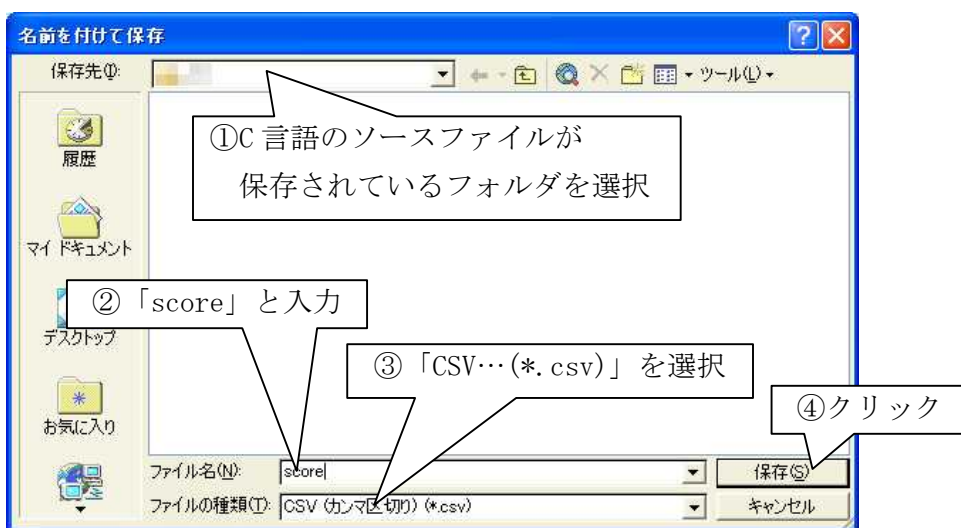 名前を付けて保存
保存先(I):
ツール(L)
①C 言語のソースファイルが
保存されているフォルダを選択
履歴
マイ ドキュメント
②「score」と入力
デスクトップ
③「CSV…(*.csv)」を選択
お気に入り
④クリック
ファイル名(N): score
保存(S)
ファイルの種類(T): CSV (カンマ区切り) (*.csv)
キャンセル